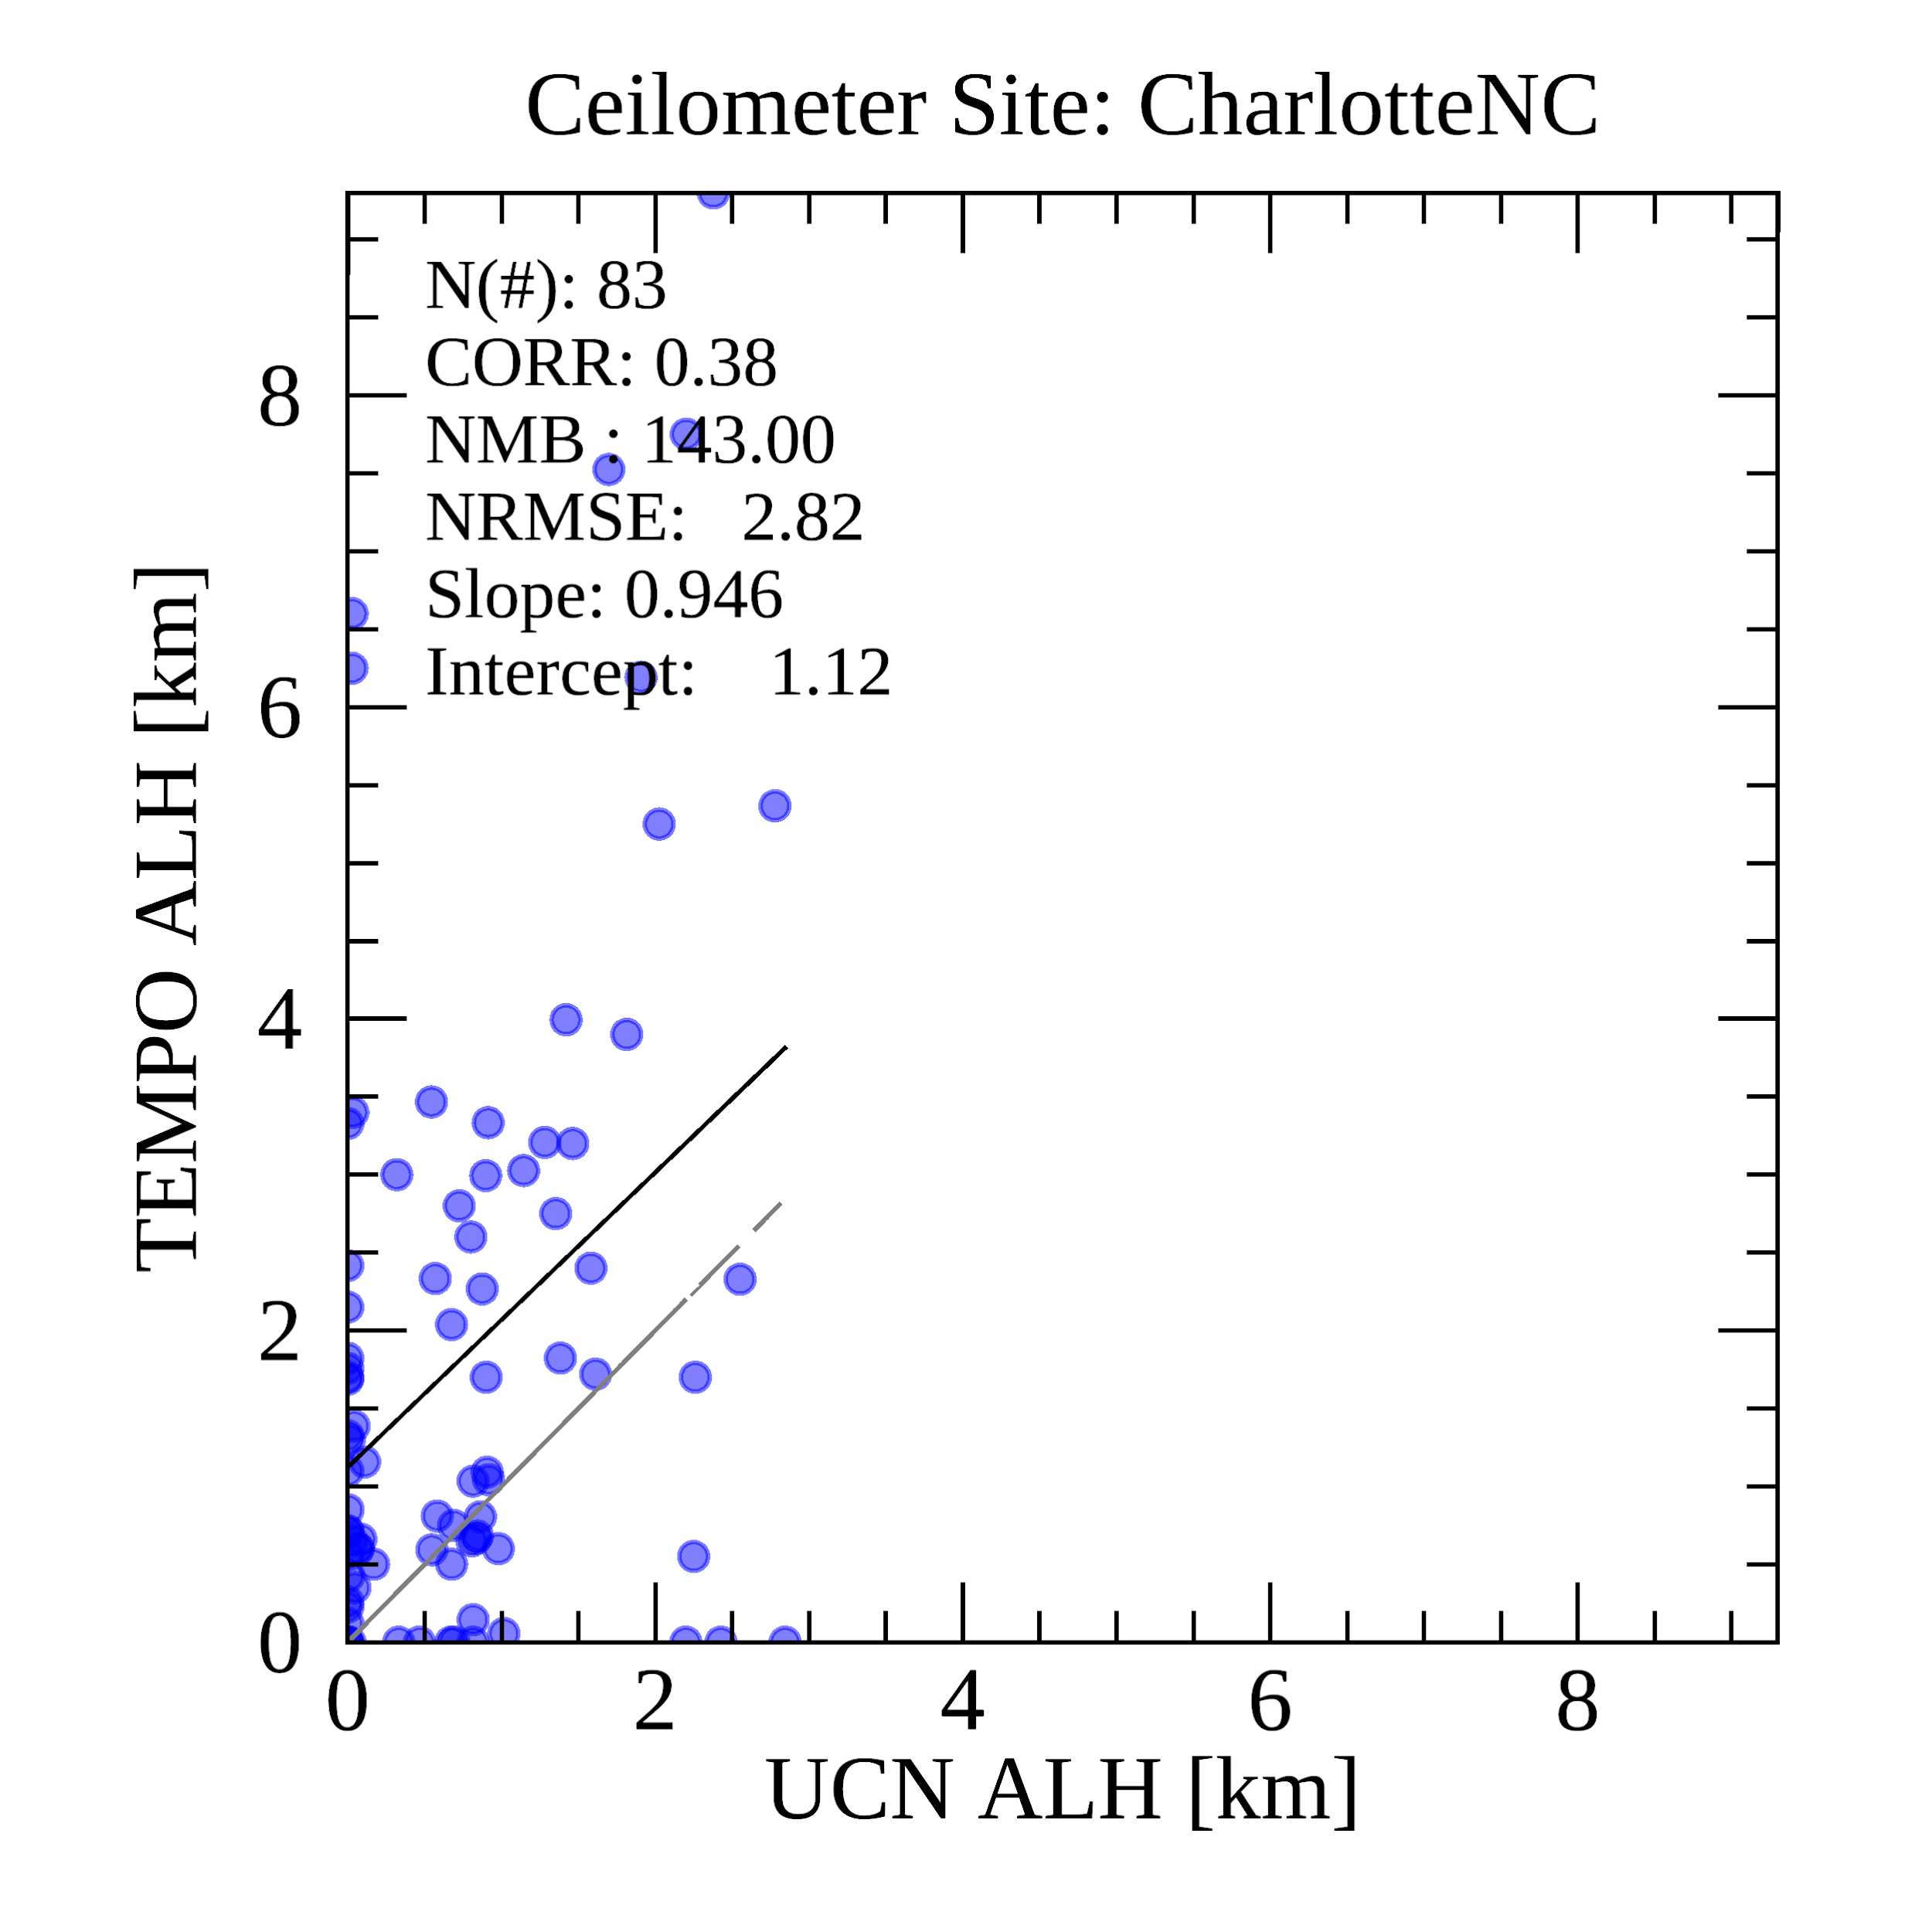 Ceilometer Site: CharlotteNC
N(#): 83
CORR: 0.38
NMB : 143.00
NRMSE: 2.82
Slope: 0.946
Intercept: 1.12
TEMPO ALH [km]
8
6
4
2
0
0 2 4 6 8
UCN ALH [km]